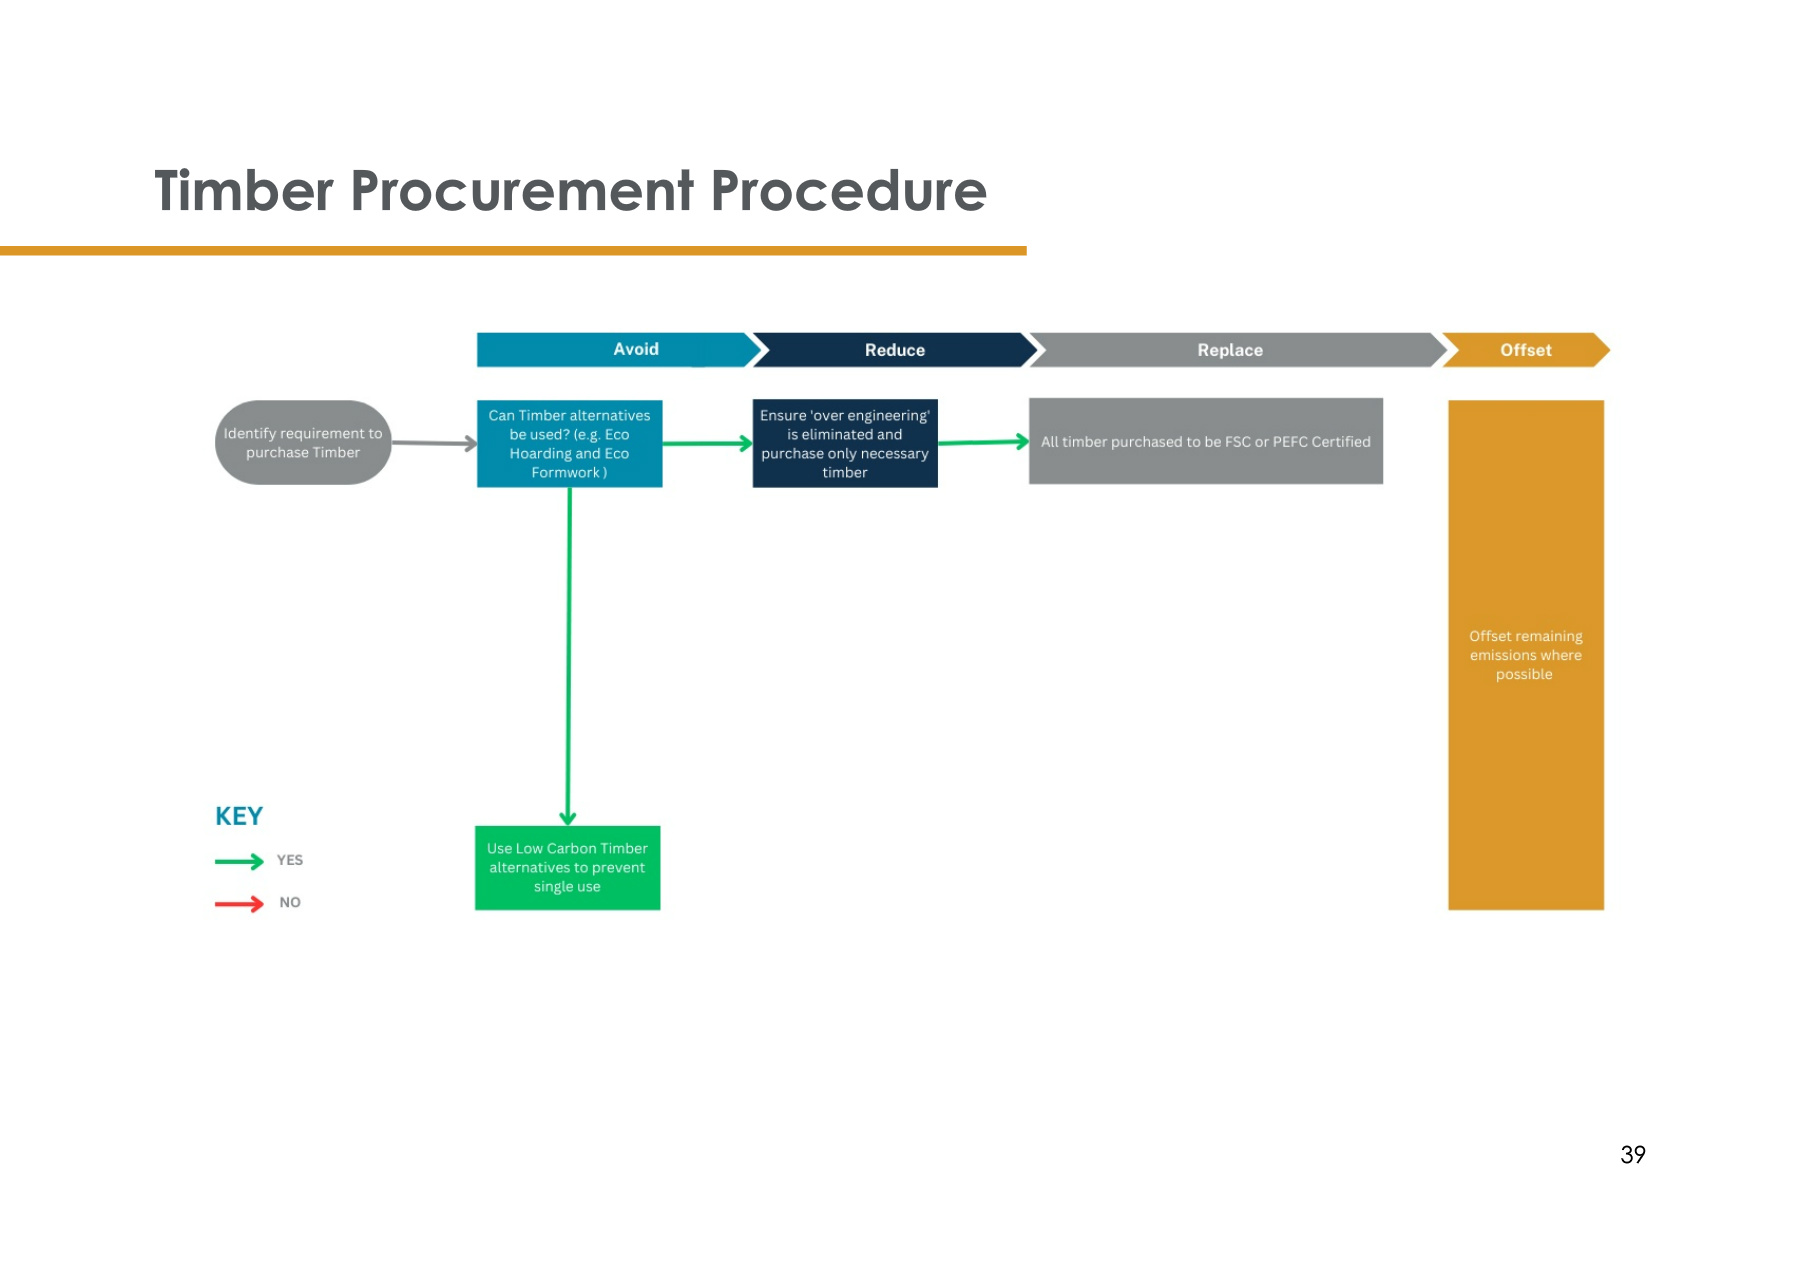 Timber Procurement Procedure
Avoid
Reduce
Replace
Offset
Identify requirement to
purchase Timber
Can Timber alternatives
be used? (e.g. Eco
Hoarding and Eco
Formwork )
Ensure 'over engineering'
is eliminated and
purchase only necessary
timber
All timber purchased to be FSC or PEFC Certified
Offset remaining
emissions where
possible
Use Low Carbon Timber
alternatives to prevent
single use
KEY
YES
NO
39